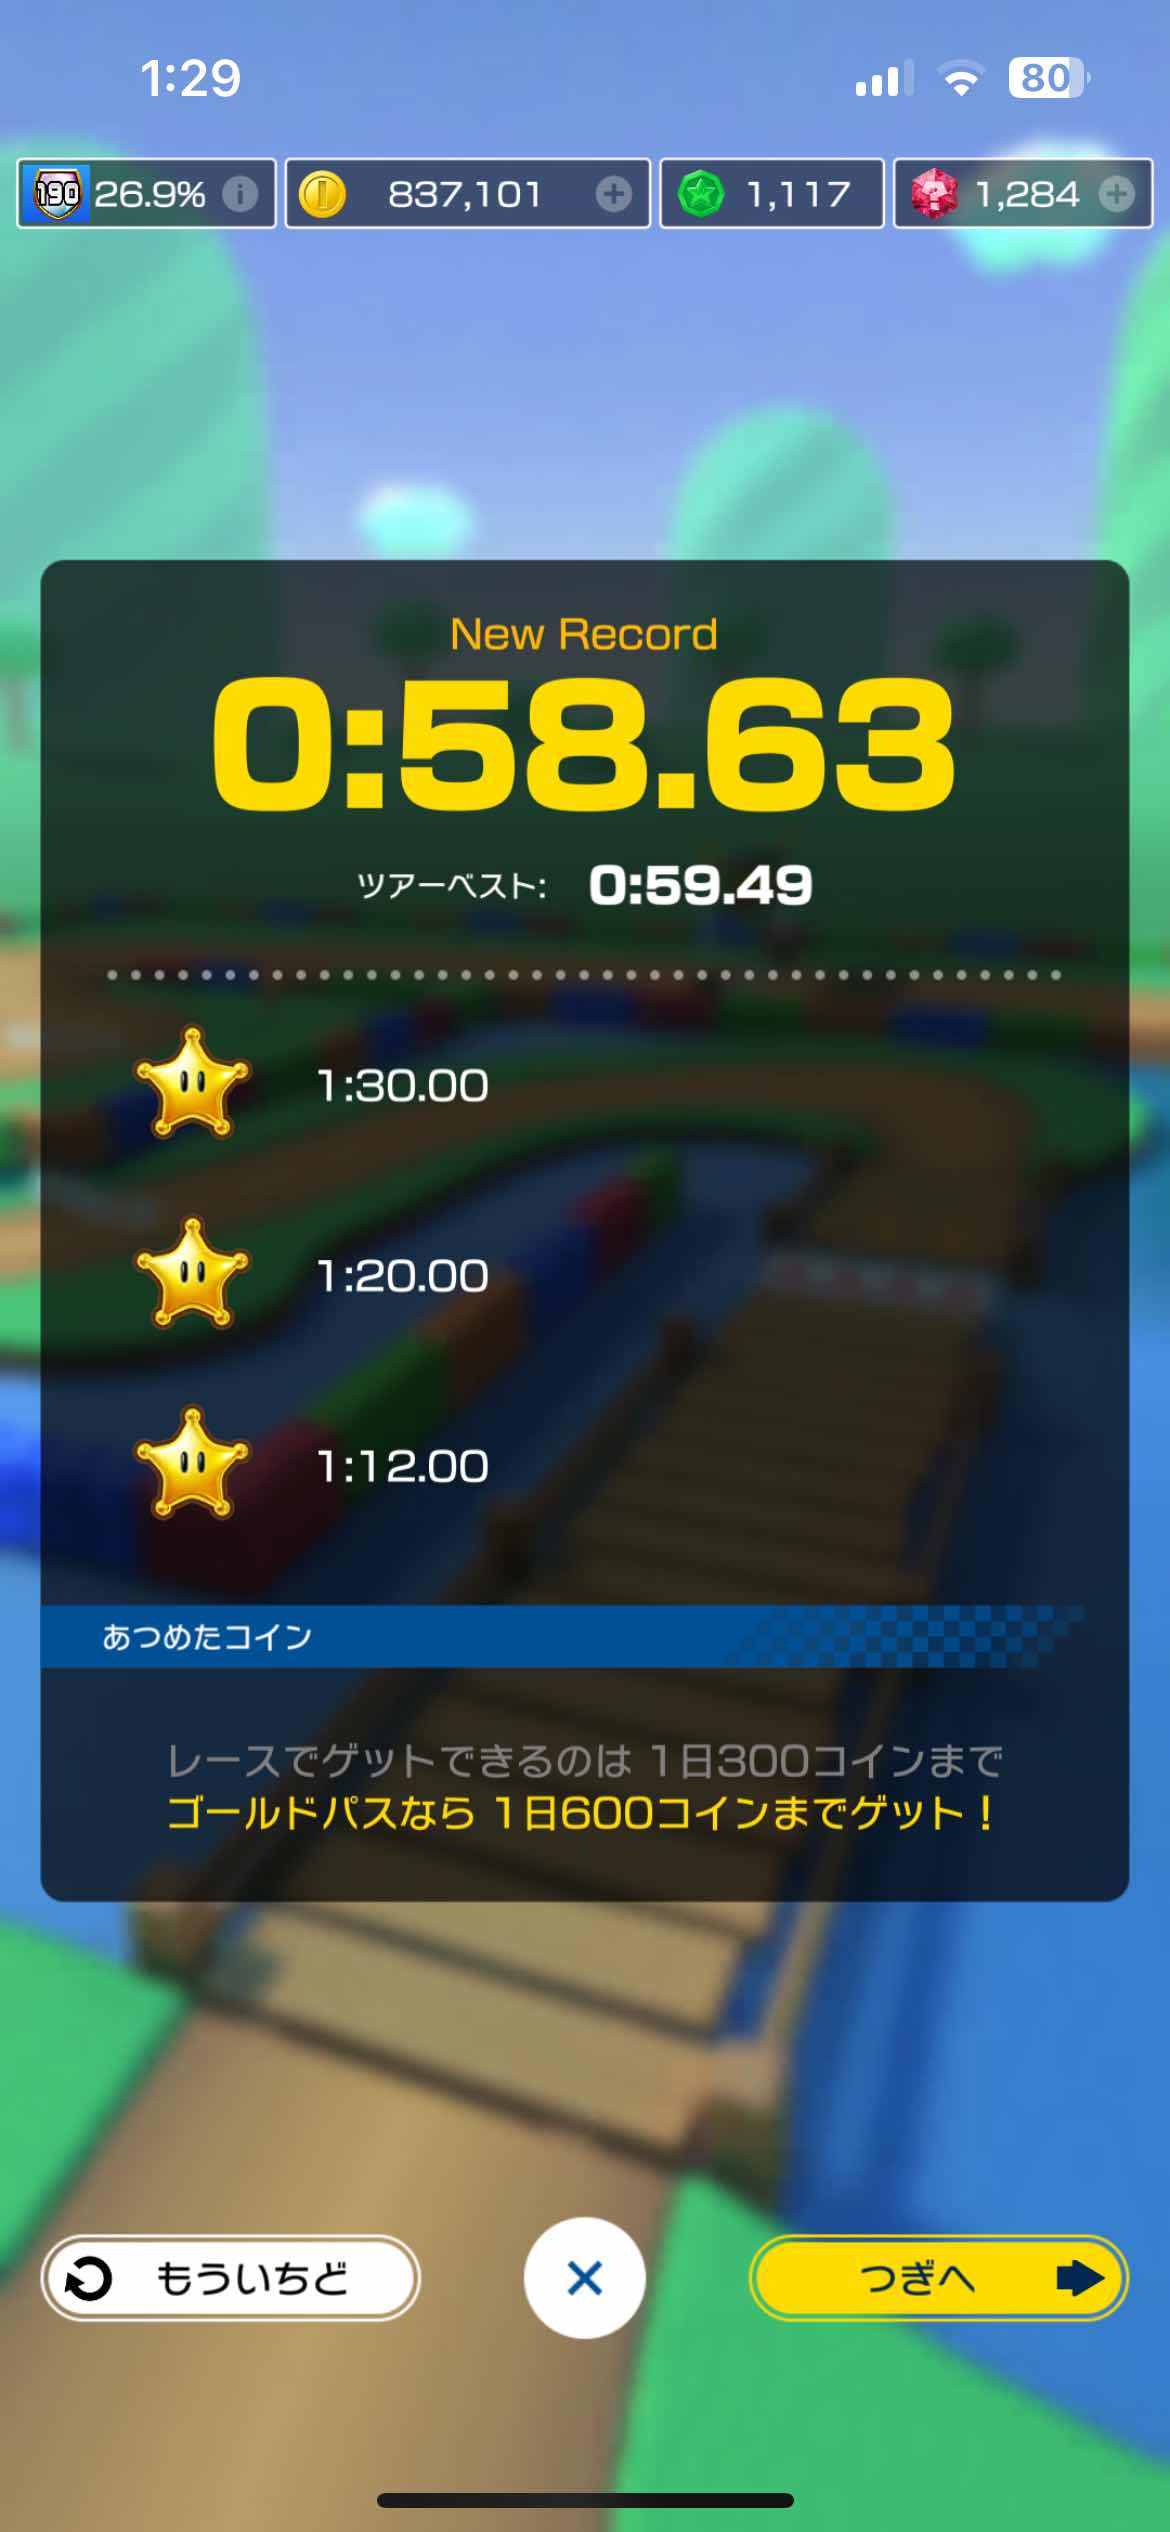 1:29
80
190 26.9% i 837,101 + 1,117 1,284 +
New Record
0:58.63
ツアーベスト: 0:59.49
1:30.00
1:20.00
1:12.00
あつめたコイン
レースでゲットできるのは 1日300コインまで
ゴールドパスなら 1日600コインまでゲット!
もういちど
つぎへ